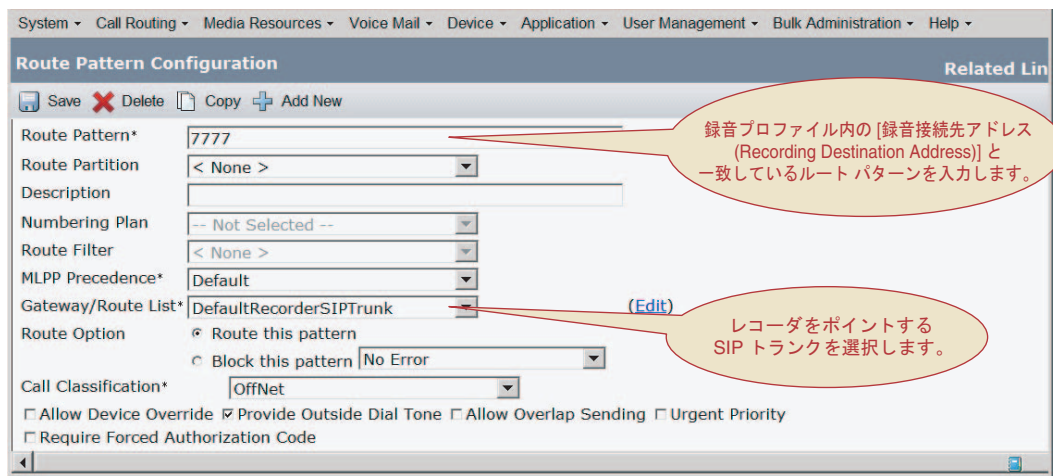 System Call Routing Media Resources Voice Mail Device Application User Management Bulk Administration Help
Route Pattern Configuration
Related Lin
Save Delete Copy Add New
Route Pattern* 7777
録音プロファイル内の [録音接続先アドレス
(Recording Destination Address)] と
一致しているルート パターンを入力します。
Route Partition < None >
Description
Numbering Plan -- Not Selected --
Route Filter < None >
MLPP Precedence* Default
Gateway/Route List* DefaultRecorderSIPTrunk (Edit)
レコーダをポイントする
SIP トランクを選択します。
Route Option Route this pattern
Block this pattern No Error
Call Classification* OffNet
Allow Device Override Provide Outside Dial Tone Allow Overlap Sending Urgent Priority
Require Forced Authorization Code